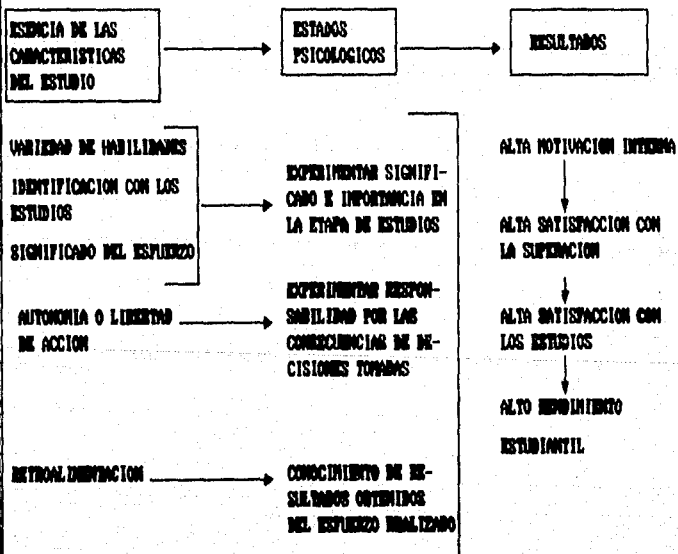 ESENCIA DE LAS
CARACTERISTICAS
DEL ESTUDIO
ESTADOS
PSICOLOGICOS
RESULTADOS
VARIEDAD DE HABILIDADES
IDENTIFICACION CON LOS
ESTUDIOS
SIGNIFICADO DEL ESFUERZO
AUTONOMIA O LIBERTAD
DE ACCION
RETROALIMENTACION
EXPERIMENTAR SIGNIFI-
CADO E IMPORTANCIA EN
LA ETAPA DE ESTUDIOS
EXPERIMENTAR RESPON-
SABILIDAD POR LAS
CONSECUENCIAS DE DE-
CISIONES TOMADAS
CONOCIMIENTO DE RE-
SULTADOS OBTENIDOS
DEL ESFUERZO REALIZADO
ALTA MOTIVACION INTERNA
ALTA SATISFACCION CON
LA SUPERACION
ALTA SATISFACCION CON
LOS ESTUDIOS
ALTO RENDIMIENTO
ESTUDIANTIL